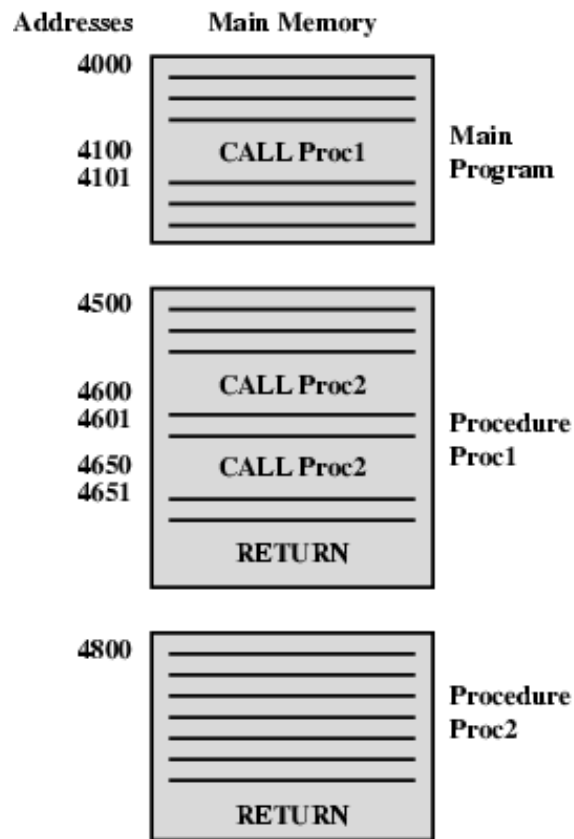 Addresses Main Memory
4000
4100 CALL Proc1
4101
Main
Program
4500
4600 CALL Proc2
4601
4650 CALL Proc2
4651
Procedure
Proc1
RETURN
4800
Procedure
Proc2
RETURN